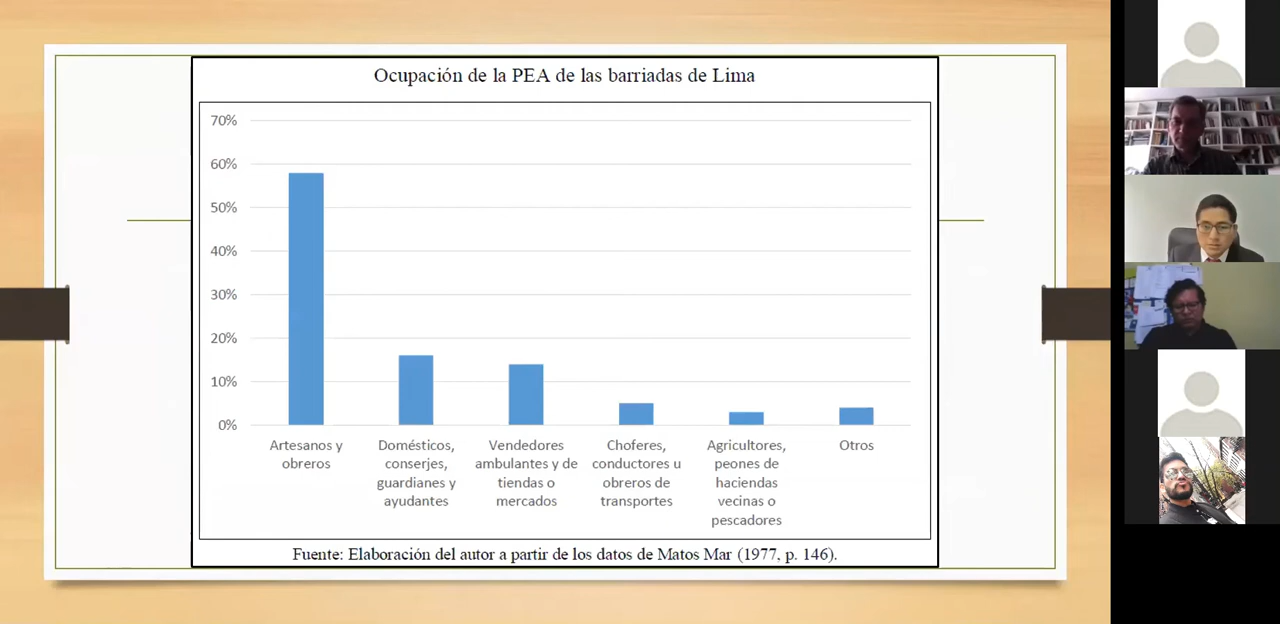 Ocupación de la PEA de las barriadas de Lima
70%
60%
50%
40%
30%
20%
10%
0%
Artesanos y
obreros
Domésticos,
conserjes,
guardianes y
ayudantes
Vendedores
ambulantes y de
tiendas o
mercados
Choferes,
conductores u
obreros de
transportes
Agricultores,
peones de
haciendas
vecinas o
pescadores
Otros
Fuente: Elaboración del autor a partir de los datos de Matos Mar (1977, p. 146).